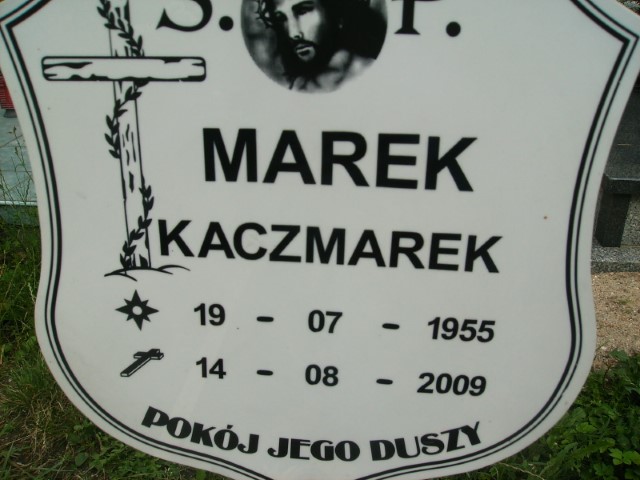 Ś. P.
MAREK
KACZMAREK
19 - 07 - 1955
14 - 08 - 2009
POKÓJ JEGO DUSZY